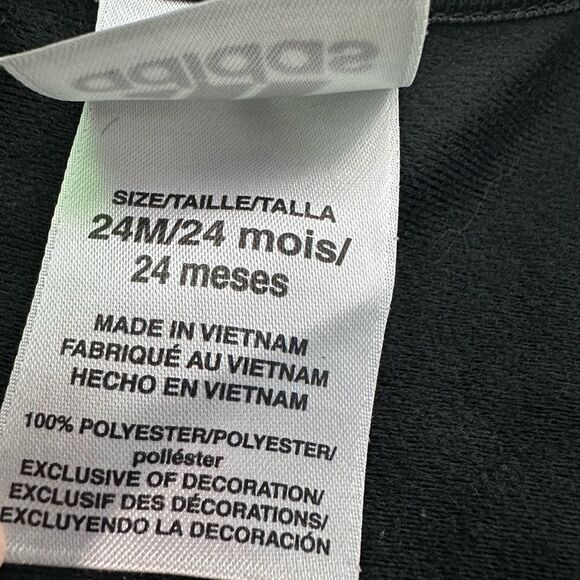 adidas
SIZE/TAILLE/TALLA
24M/24 mois/
24 meses
MADE IN VIETNAM
FABRIQUÉ AU VIETNAM
HECHO EN VIETNAM
100% POLYESTER/POLYESTER/
poliéster
EXCLUSIVE OF DECORATION/
EXCLUSIF DES DÉCORATIONS/
EXCLUYENDO LA DECORACIÓN